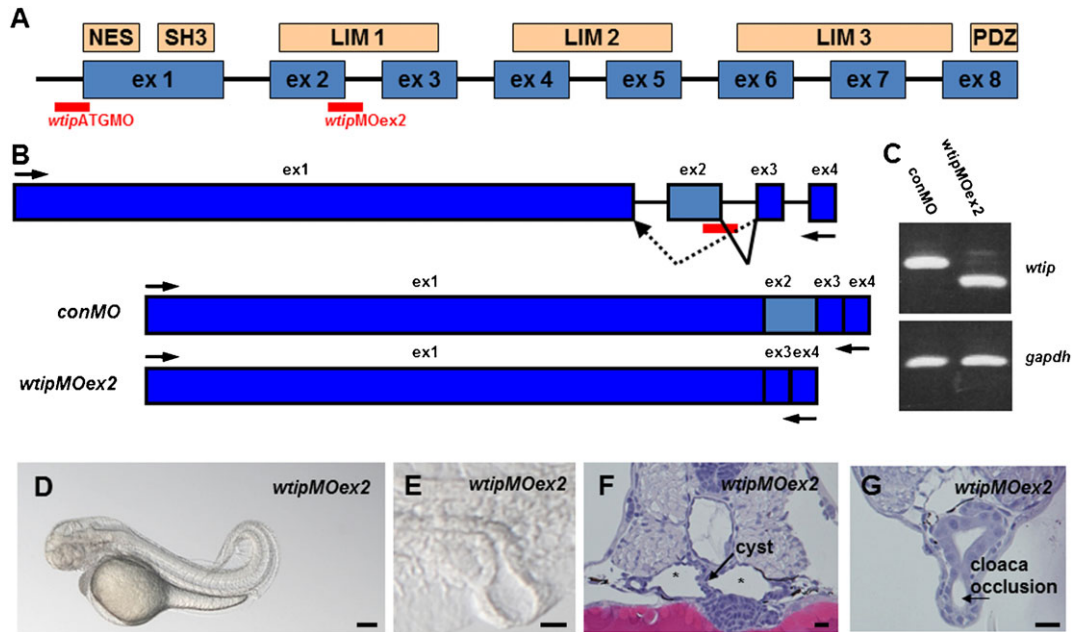 A
NES SH3 LIM 1 LIM 2 LIM 3 PDZ
ex 1 ex 2 ex 3 ex 4 ex 5 ex 6 ex 7 ex 8
wtipATGMO wtipMOex2
B
ex1 ex2 ex3 ex4
conMO ex1 ex2 ex3 ex4
wtipMOex2 ex1 ex3 ex4
C
conMO wtipMOex2
wtip
gapdh
D wtipMOex2
E wtipMOex2
F wtipMOex2
cyst
* *
G wtipMOex2
cloaca
occlusion